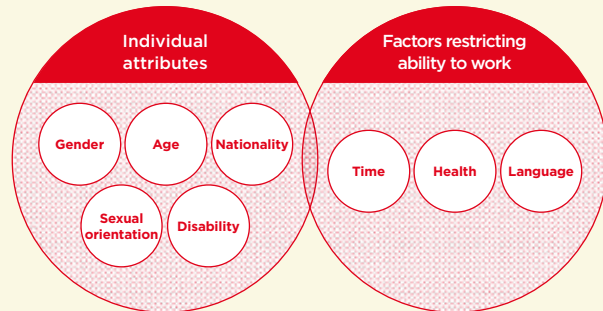 Individual
attributes
Gender
Age
Nationality
Sexual
orientation
Disability
Factors restricting
ability to work
Time
Health
Language